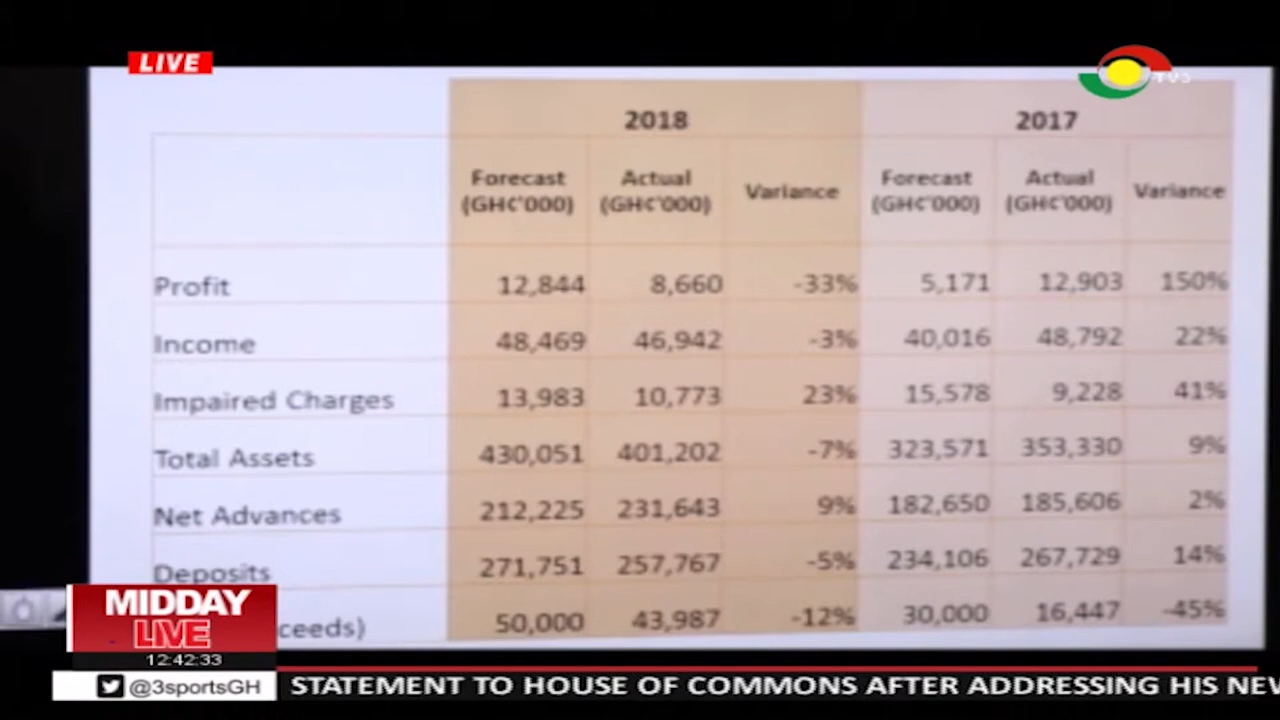 LIVE
TV3
2018 2017
Forecast (GH¢'000) Actual (GH¢'000) Variance Forecast (GH¢'000) Actual (GH¢'000) Variance
Profit 12,844 8,660 -33% 5,171 12,903 150%
Income 48,469 46,942 -3% 40,016 48,792 22%
Impaired Charges 13,983 10,773 23% 15,578 9,228 41%
Total Assets 430,051 401,202 -7% 323,571 353,330 9%
Net Advances 212,225 231,643 9% 182,650 185,606 2%
Deposits 271,751 257,767 -5% 234,106 267,729 14%
ceeds) 50,000 43,987 -12% 30,000 16,447 -45%
MIDDAY
LIVE
12:42:33
@3sportsGH
STATEMENT TO HOUSE OF COMMONS AFTER ADDRESSING HIS NEW